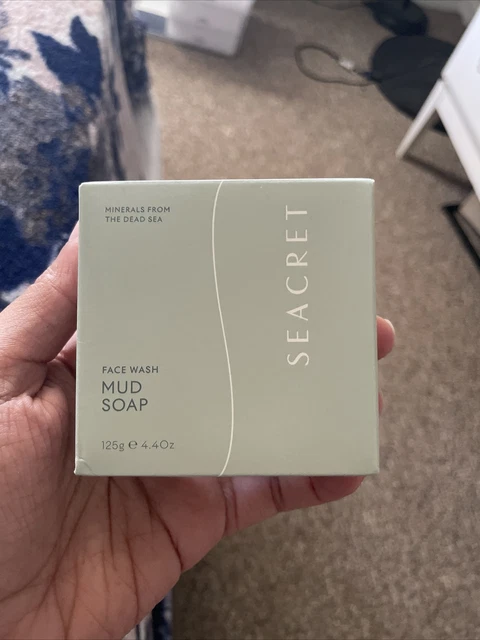 MINERALS FROM
THE DEAD SEA
SEACRET
FACE WASH
MUD
SOAP
125g ℮ 4.4Oz